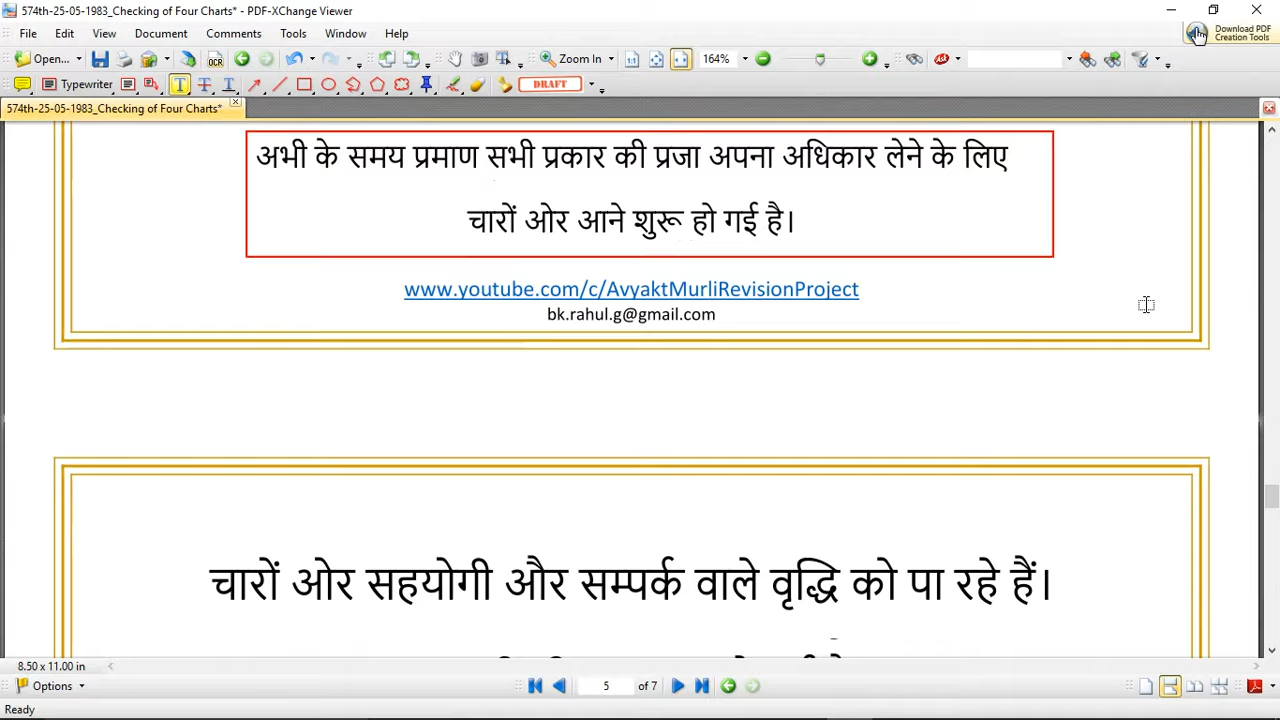 574th-25-05-1983_Checking of Four Charts* - PDF-XChange Viewer
File Edit View Document Comments Tools Window Help
Download PDF Creation Tools
Open... OCR Zoom In 164%
Typewriter DRAFT
574th-25-05-1983_Checking of Four Charts*
अभी के समय प्रमाण सभी प्रकार की प्रजा अपना अधिकार लेने के लिए
चारों ओर आने शुरू हो गई है।
www.youtube.com/c/AvyaktMurliRevisionProject
bk.rahul.g@gmail.com
चारों ओर सहयोगी और सम्पर्क वाले वृद्धि को पा रहे हैं।
8.50 x 11.00 in
Options 5 of 7
Ready